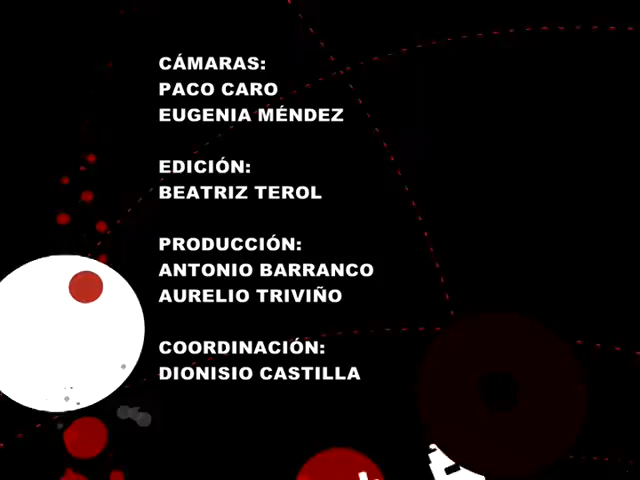 CÁMARAS:
PACO CARO
EUGENIA MÉNDEZ
EDICIÓN:
BEATRIZ TEROL
PRODUCCIÓN:
ANTONIO BARRANCO
AURELIO TRIVIÑO
COORDINACIÓN:
DIONISIO CASTILLA